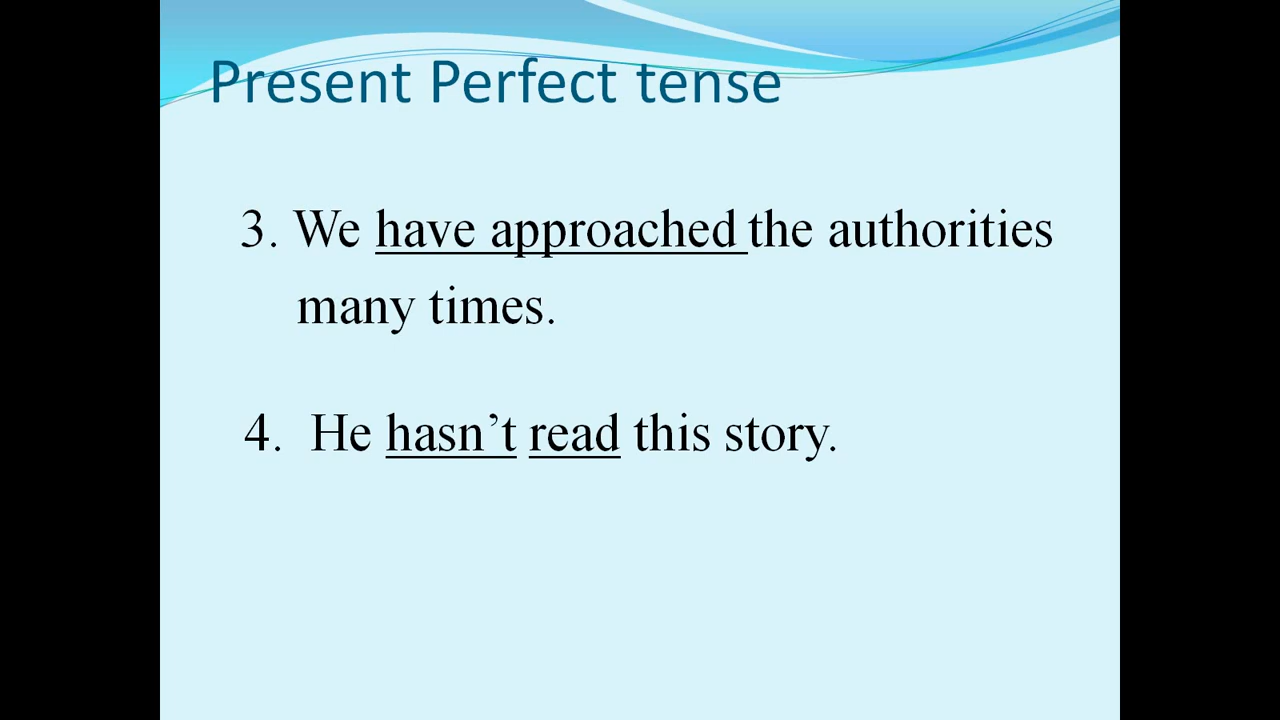 Present Perfect tense
3. We have approached the authorities
many times.
4. He hasn’t read this story.